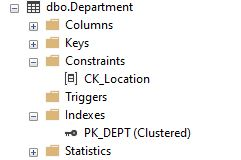 dbo.Department
Columns
Keys
Constraints
CK_Location
Triggers
Indexes
PK_DEPT (Clustered)
Statistics